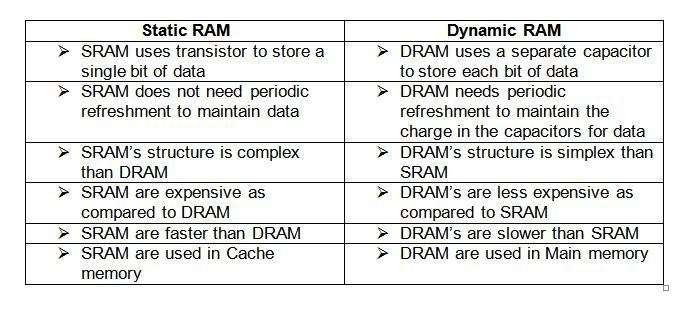 Static RAM
Dynamic RAM
➢ SRAM uses transistor to store a
single bit of data
➢ DRAM uses a separate capacitor
to store each bit of data
➢ SRAM does not need periodic
refreshment to maintain data
➢ DRAM needs periodic
refreshment to maintain the
charge in the capacitors for data
➢ SRAM's structure is complex
than DRAM
➢ DRAM's structure is simplex than
SRAM
➢ SRAM are expensive as
compared to DRAM
➢ DRAM's are less expensive as
compared to SRAM
➢ SRAM are faster than DRAM
➢ DRAM's are slower than SRAM
➢ SRAM are used in Cache
memory
➢ DRAM are used in Main memory